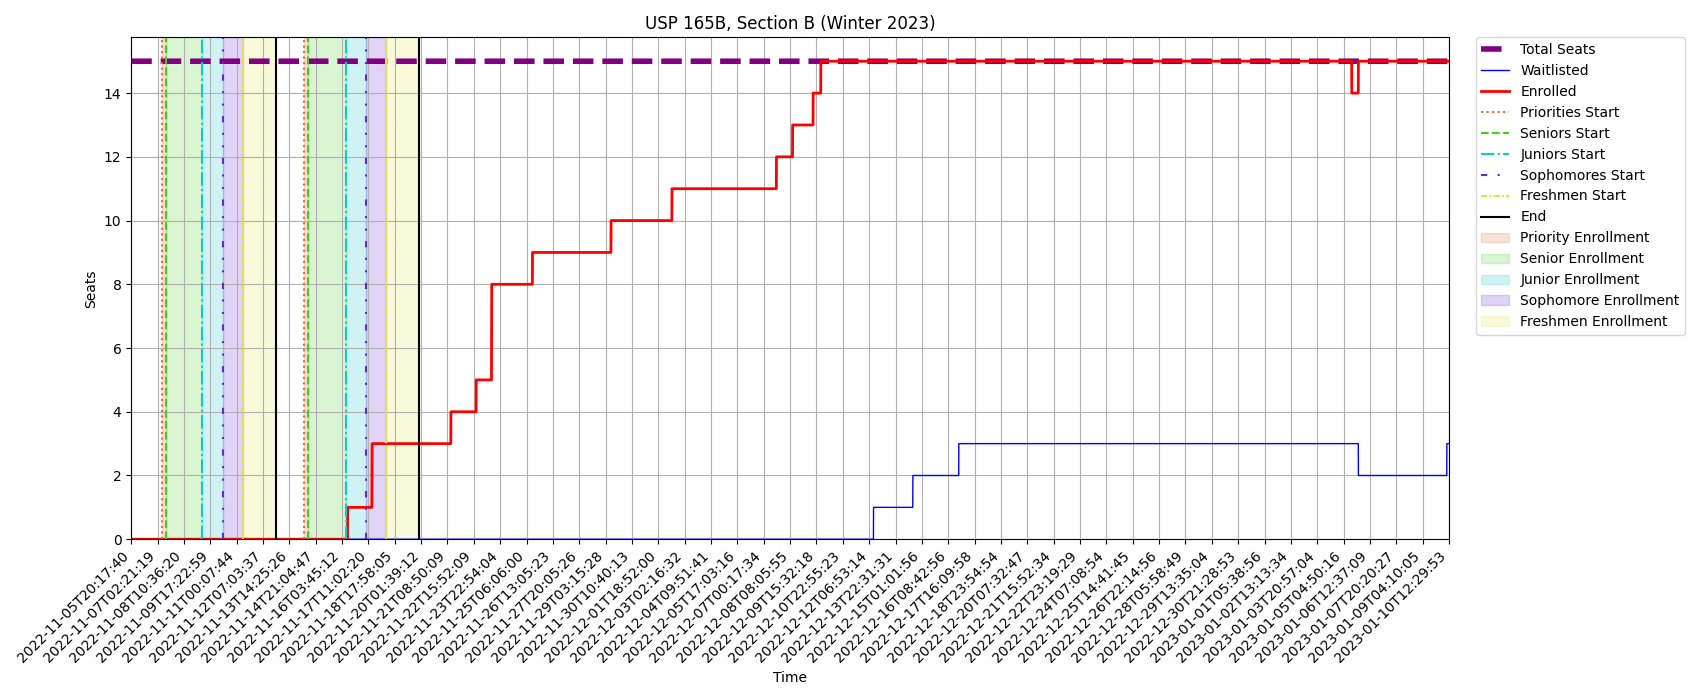 USP 165B, Section B (Winter 2023)
Total Seats
Waitlisted
Enrolled
Priorities Start
Seniors Start
Juniors Start
Sophomores Start
Freshmen Start
End
Priority Enrollment
Senior Enrollment
Junior Enrollment
Sophomore Enrollment
Freshmen Enrollment
Seats
14
12
10
8
6
4
2
0
2022-11-05T20:17:40
2022-11-07T02:21:19
2022-11-08T10:36:20
2022-11-09T17:22:59
2022-11-11T00:07:44
2022-11-12T07:03:37
2022-11-13T14:25:26
2022-11-14T21:04:47
2022-11-16T03:45:12
2022-11-17T11:02:20
2022-11-18T17:58:05
2022-11-20T01:39:12
2022-11-21T08:50:09
2022-11-22T15:52:09
2022-11-23T22:54:04
2022-11-25T06:06:00
2022-11-26T13:05:23
2022-11-27T20:05:26
2022-11-29T03:15:28
2022-11-30T10:40:13
2022-12-01T18:52:00
2022-12-03T02:16:32
2022-12-04T09:51:41
2022-12-05T17:03:16
2022-12-07T00:17:34
2022-12-08T08:05:55
2022-12-09T15:32:18
2022-12-10T22:55:23
2022-12-12T06:53:14
2022-12-13T22:31:31
2022-12-15T01:01:56
2022-12-16T08:42:56
2022-12-17T16:09:58
2022-12-18T23:54:54
2022-12-20T07:32:47
2022-12-21T15:52:34
2022-12-22T23:19:29
2022-12-24T07:08:54
2022-12-25T14:41:45
2022-12-26T22:14:56
2022-12-28T05:58:49
2022-12-29T13:35:04
2022-12-30T21:28:53
2023-01-01T05:38:56
2023-01-02T13:13:34
2023-01-03T20:57:04
2023-01-05T04:50:16
2023-01-06T12:37:09
2023-01-07T20:20:27
2023-01-09T04:10:05
2023-01-10T12:29:53
Time